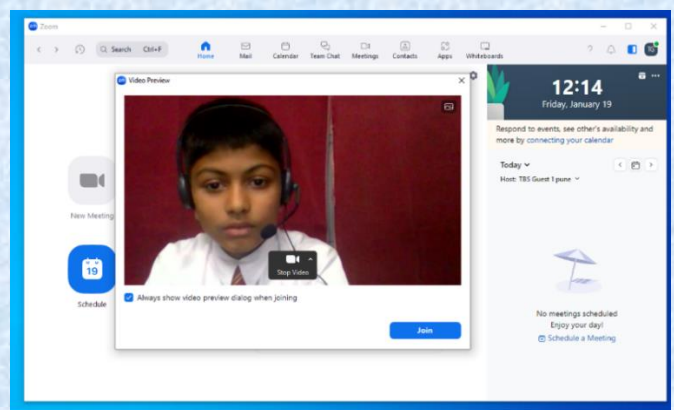 Zoom
Search Ctrl+F
Home
Mail
Calendar
Team Chat
Meetings
Contacts
Apps
Whiteboards
Video Preview
Stop Video
Always show video preview dialog when joining
Join
New Meeting
19
Schedule
12:14
Friday, January 19
Respond to events, see other's availability and
more by connecting your calendar
Today
Host: TBS Guest 1 pune
No meetings scheduled
Enjoy your day!
Schedule a Meeting